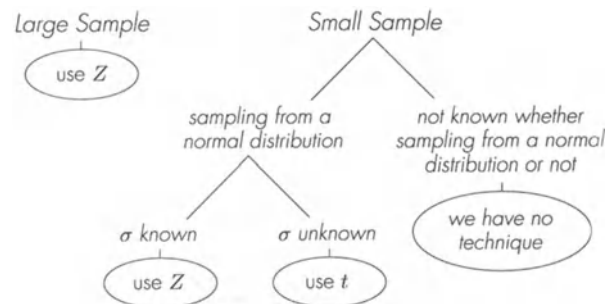 Large Sample
use Z
Small Sample
sampling from a
normal distribution
not known whether
sampling from a normal
distribution or not
we have no
technique
σ known
use Z
σ unknown
use t